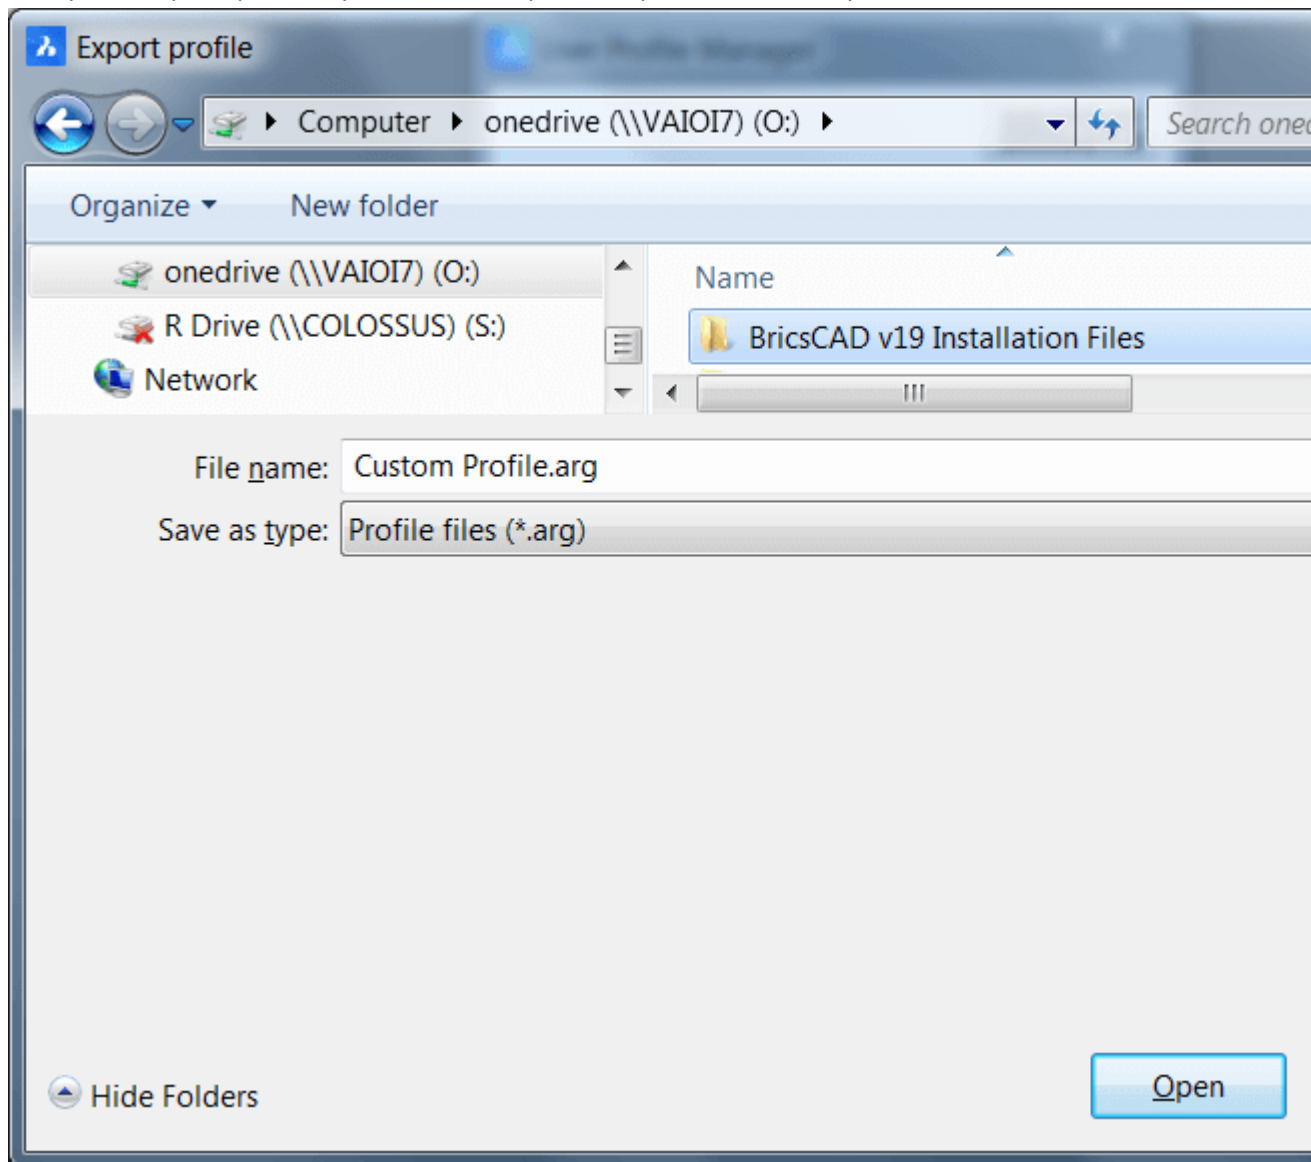 Export profile
Computer ▸ onedrive (\\VAIOI7) (O:) ▸
Search oned
Organize
New folder
onedrive (\\VAIOI7) (O:)
R Drive (\\COLOSSUS) (S:)
Network
Name
BricsCAD v19 Installation Files
File name: Custom Profile.arg
Save as type: Profile files (*.arg)
Hide Folders
Open